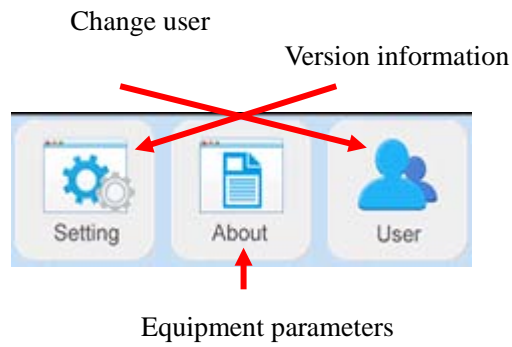 Change user
Version information
Setting
About
User
Equipment parameters